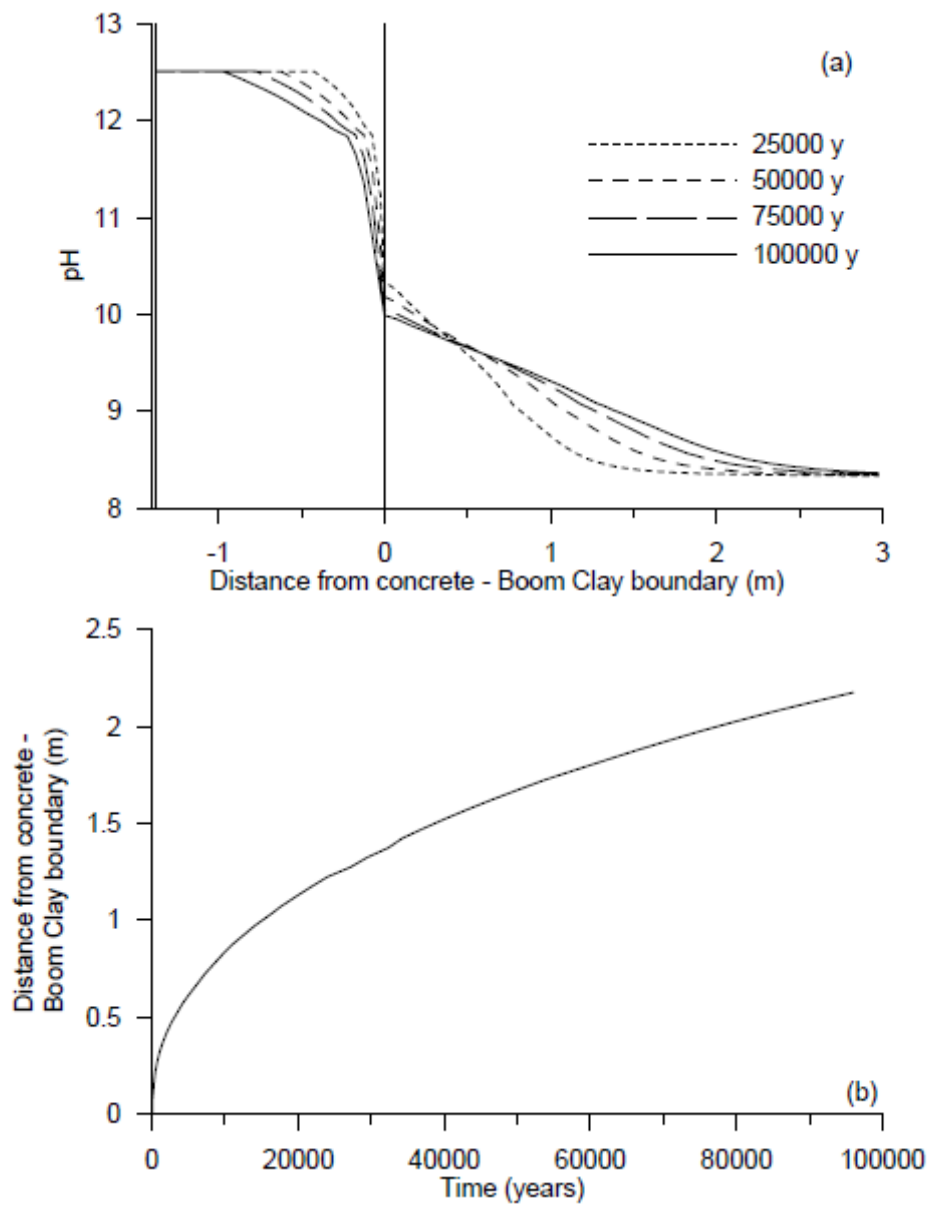 13
12
11
10
9
8
pH
(a)
25000 y
50000 y
75000 y
100000 y
-1
0
1
2
3
Distance from concrete - Boom Clay boundary (m)
2.5
2
1.5
1
0.5
0
Distance from concrete -
Boom Clay boundary (m)
(b)
0
20000
40000
60000
80000
100000
Time (years)